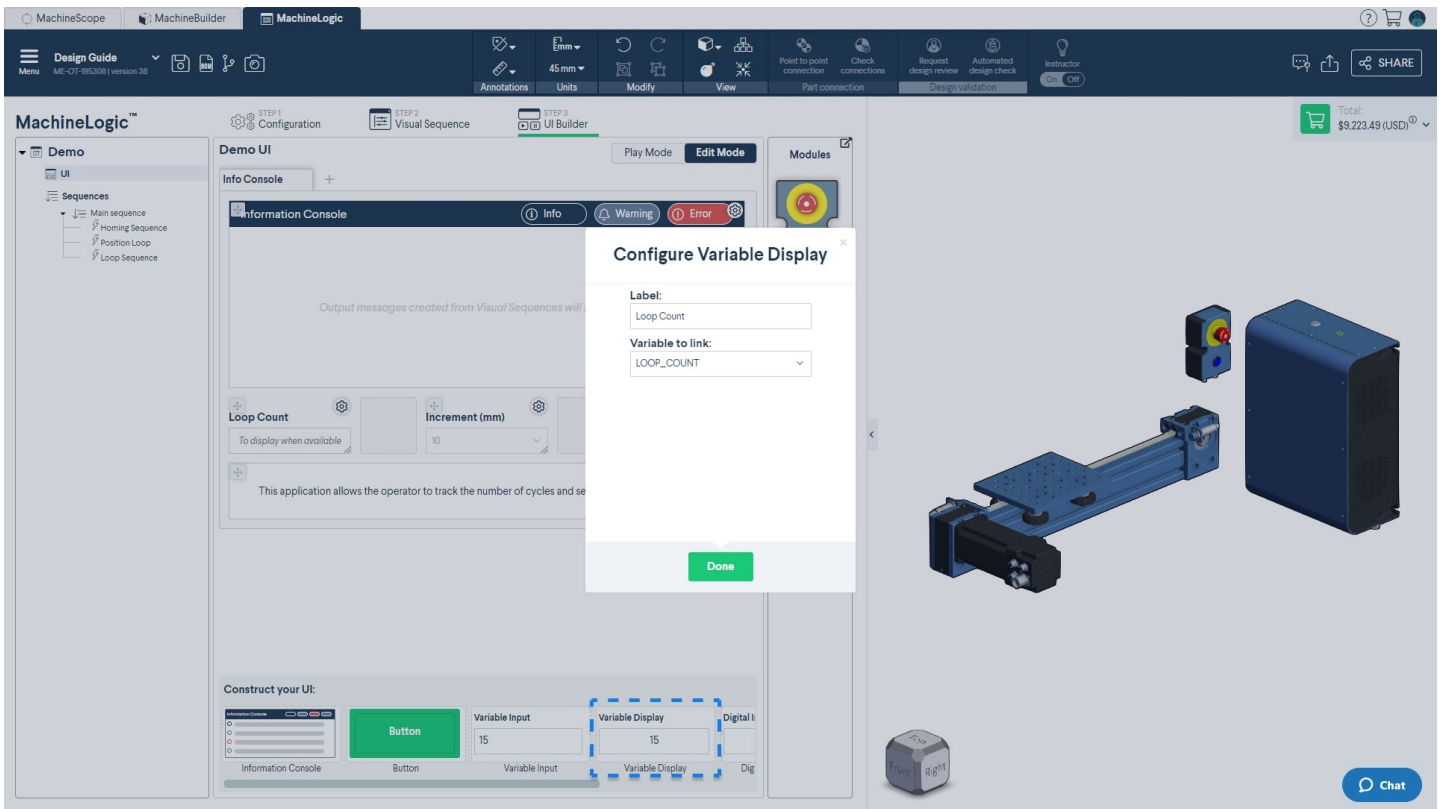 MachineScope
MachineBuilder
MachineLogic
Menu
Design Guide
ME-OT-195308 | version 38
BOM
Annotations
mm
45 mm
Units
Modify
View
Point to point connection
Check connections
Part connection
Request design review
Automated design check
Design validation
Instructor
On Off
SHARE
MachineLogic™
STEP 1
Configuration
STEP 2
Visual Sequence
STEP 3
UI Builder
Total:
$9,223.49 (USD)
Demo
UI
Sequences
Main sequence
Homing Sequence
Position Loop
Loop Sequence
Demo UI
Play Mode
Edit Mode
Info Console
Information Console
Info
Warning
Error
Output messages created from Visual Sequences will
Loop Count
To display when available
Increment (mm)
10
This application allows the operator to track the number of cycles and se
Modules
Configure Variable Display
Label:
Loop Count
Variable to link:
LOOP_COUNT
Done
Construct your UI:
Information Console
Information Console
Button
Button
Variable Input
15
Variable Input
Variable Display
15
Variable Display
Digital I
Dig
Top
Front
Right
Chat